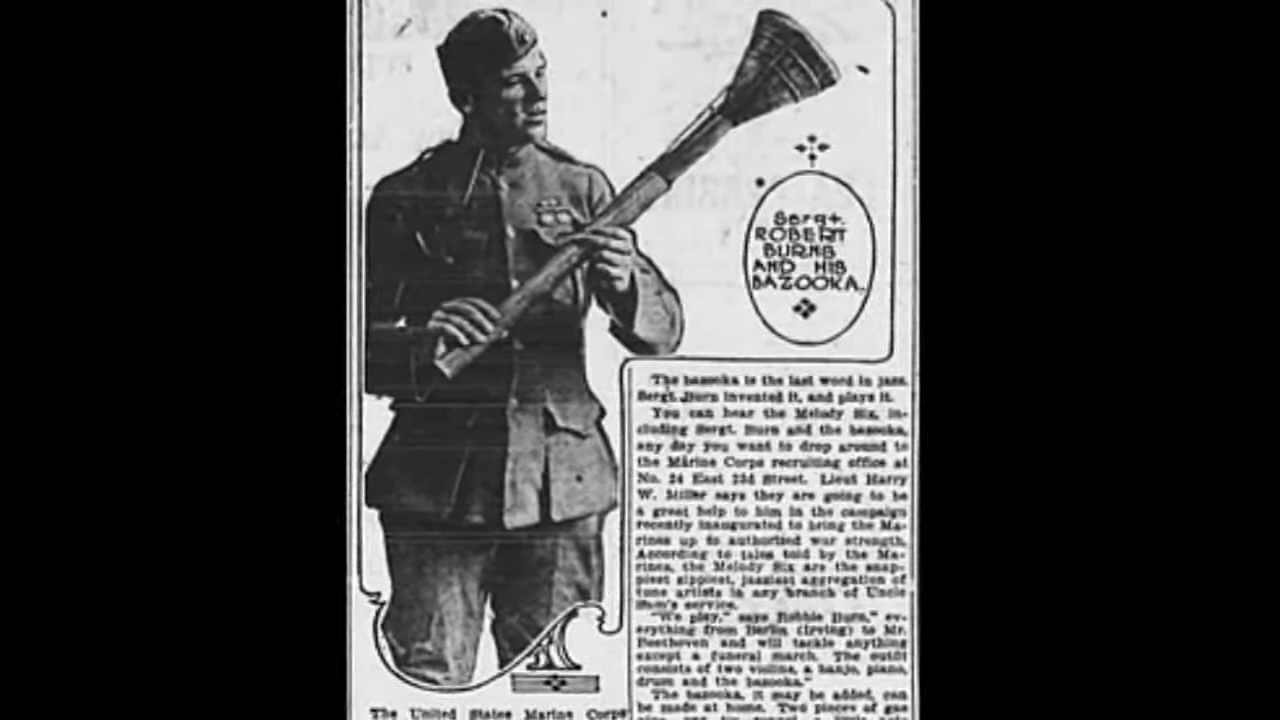 Sergt.
ROBERT
BURNS
AND HIS
BAZOOKA.
The bazooka is the last word in jazz.
Sergt. Burn invented it, and plays it.
You can hear the Melody Six, in-
cluding Sergt. Burn and the bazooka,
any day you want to drop around to
the Marine Corps recruiting office at
No. 24 East 23d Street. Lieut Harry
W. Miller says they are going to be
a great help to him in the campaign
recently inaugurated to bring the Ma-
rines up to authorized war strength.
According to tales told by the Ma-
rines, the Melody Six are the snap-
piest zippiest, jazziest aggregation of
tune artists in any branch of Uncle
Sam's service.
"We play," says Robbie Burn," ev-
erything from Berlin (Irving) to Mr.
Beethoven and will tackle anything
except a funeral march. The outfit
consists of two violins, a banjo, piano,
drum and the bazooka."
The bazooka, it may be added, can
be made at home. Two pieces of gas
The United States Marine Corps